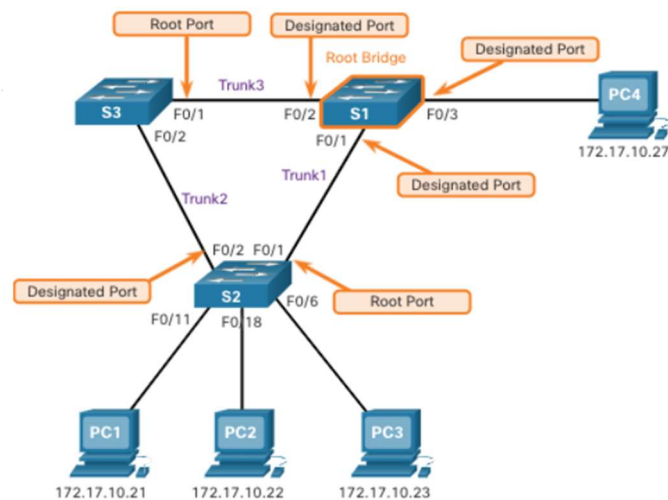 Root Port
Designated Port
Root Bridge
Designated Port
Trunk3
S3
F0/1
F0/2
S1
F0/3
PC4
F0/2
F0/1
172.17.10.27
Trunk1
Designated Port
Trunk2
F0/2
F0/1
Designated Port
S2
F0/6
Root Port
F0/11
F0/18
PC1
PC2
PC3
172.17.10.21
172.17.10.22
172.17.10.23